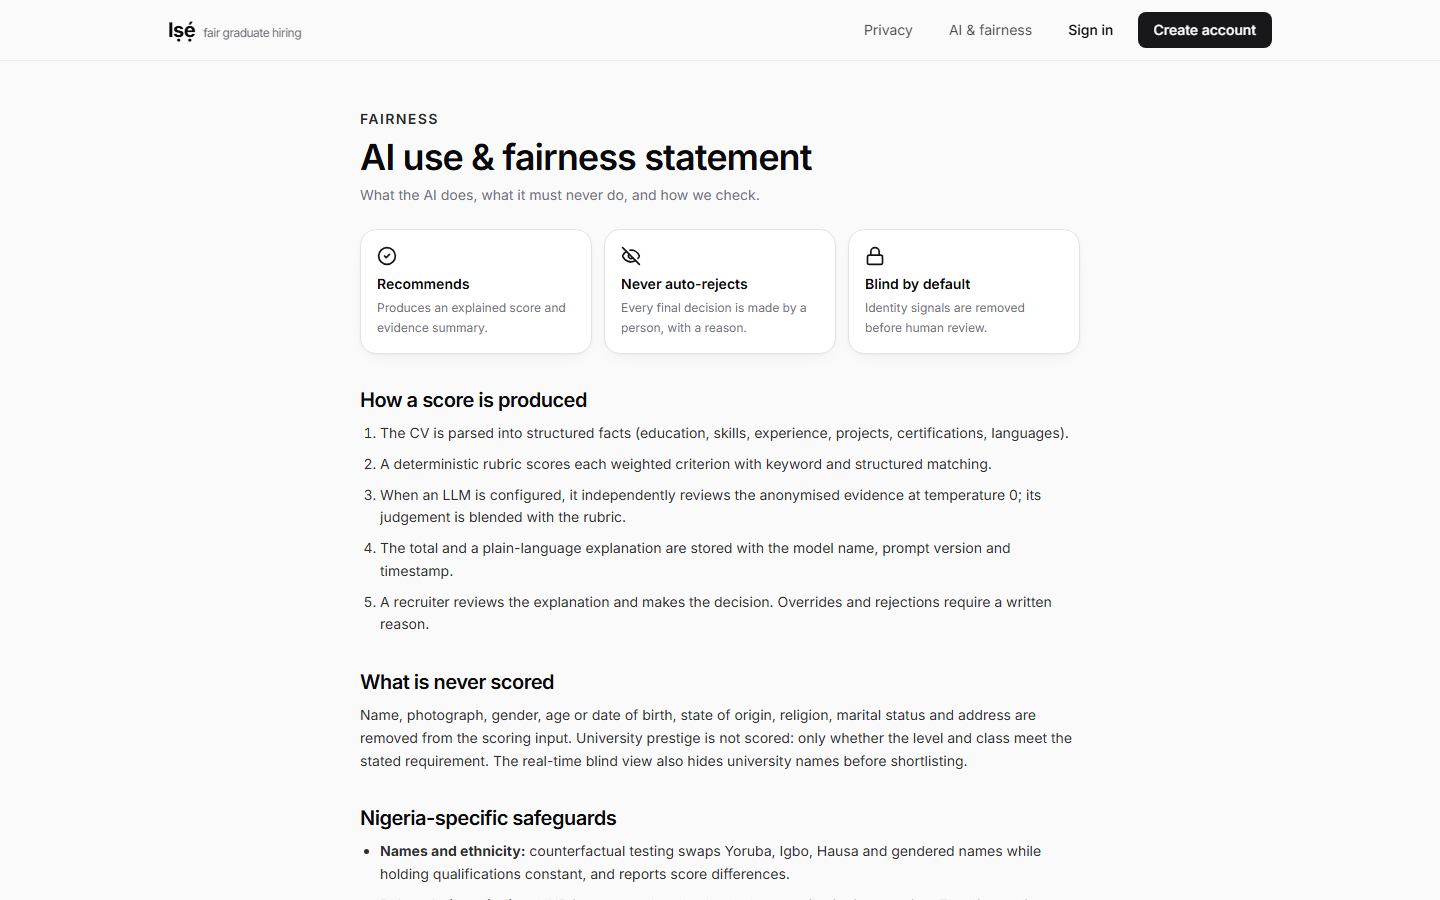 Isẹ́ fair graduate hiring
Privacy
AI & fairness
Sign in
Create account
FAIRNESS
AI use & fairness statement
What the AI does, what it must never do, and how we check.
Recommends
Produces an explained score and
evidence summary.
Never auto-rejects
Every final decision is made by a
person, with a reason.
Blind by default
Identity signals are removed
before human review.
How a score is produced
1. The CV is parsed into structured facts (education, skills, experience, projects, certifications, languages).
2. A deterministic rubric scores each weighted criterion with keyword and structured matching.
3. When an LLM is configured, it independently reviews the anonymised evidence at temperature 0; its
judgement is blended with the rubric.
4. The total and a plain-language explanation are stored with the model name, prompt version and
timestamp.
5. A recruiter reviews the explanation and makes the decision. Overrides and rejections require a written
reason.
What is never scored
Name, photograph, gender, age or date of birth, state of origin, religion, marital status and address are
removed from the scoring input. University prestige is not scored: only whether the level and class meet the
stated requirement. The real-time blind view also hides university names before shortlisting.
Nigeria-specific safeguards
• Names and ethnicity: counterfactual testing swaps Yoruba, Igbo, Hausa and gendered names while
holding qualifications constant, and reports score differences.